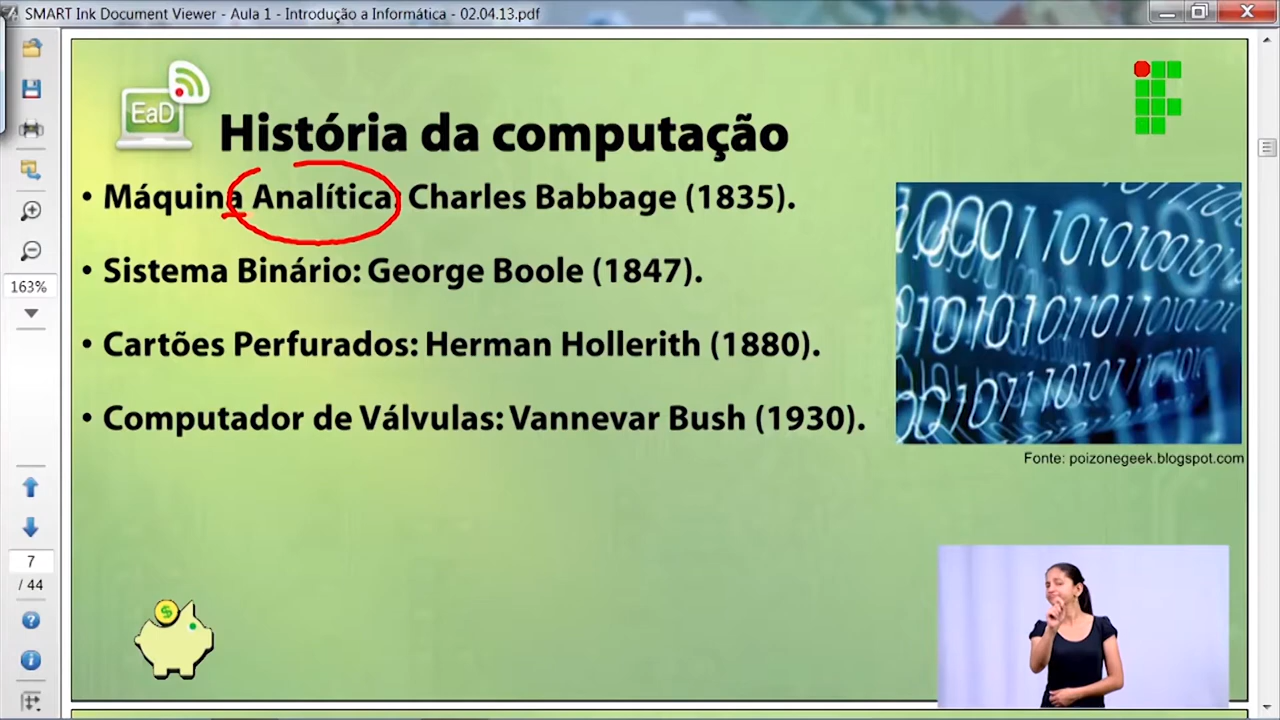 SMART Ink Document Viewer - Aula 1 - Introdução a Informática - 02.04.13.pdf
EaD
História da computação
• Máquina Analítica: Charles Babbage (1835).
• Sistema Binário: George Boole (1847).
• Cartões Perfurados: Herman Hollerith (1880).
• Computador de Válvulas: Vannevar Bush (1930).
Fonte: poizonegeek.blogspot.com
163%
7
/ 44